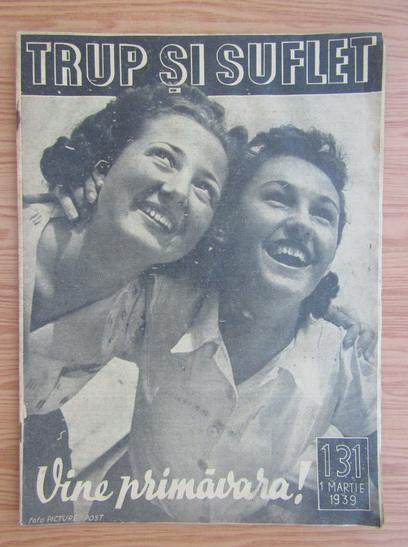 TRUP ȘI SUFLET
Vine primăvara!
131
1 MARTIE
1939
foto PICTURE-POST